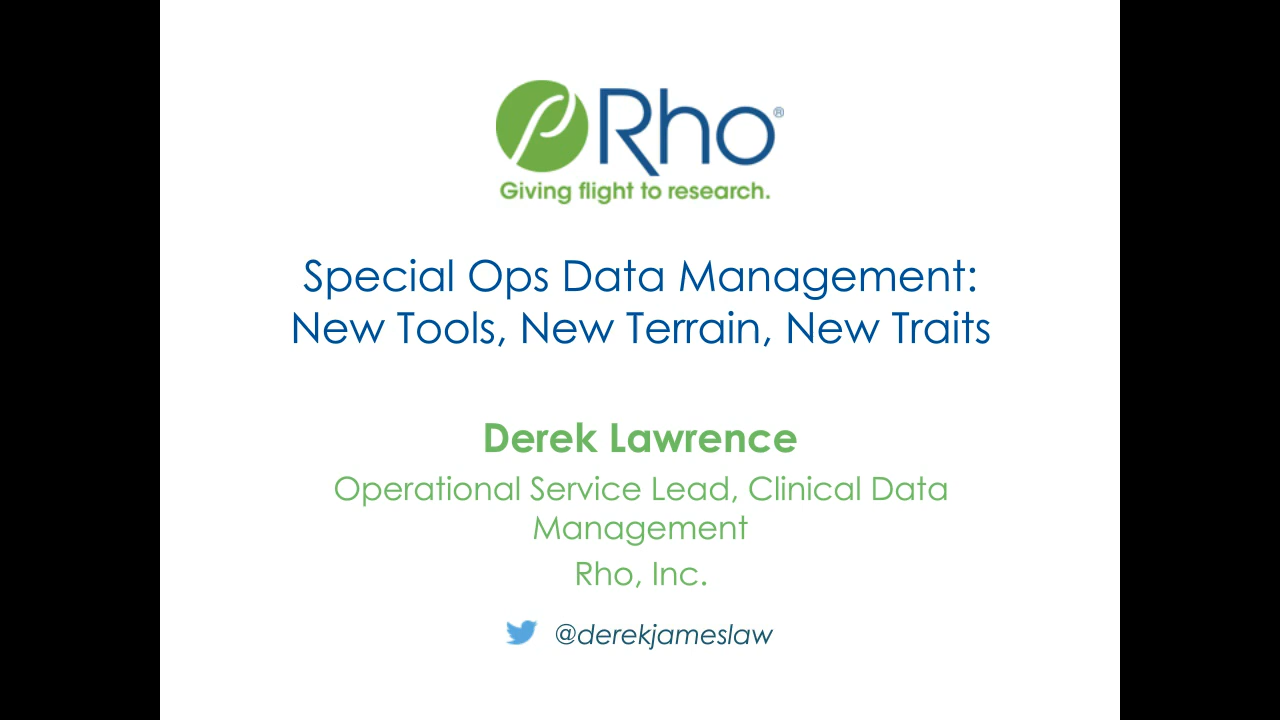 Rho®
Giving flight to research.
Special Ops Data Management:
New Tools, New Terrain, New Traits
Derek Lawrence
Operational Service Lead, Clinical Data
Management
Rho, Inc.
@derekjameslaw